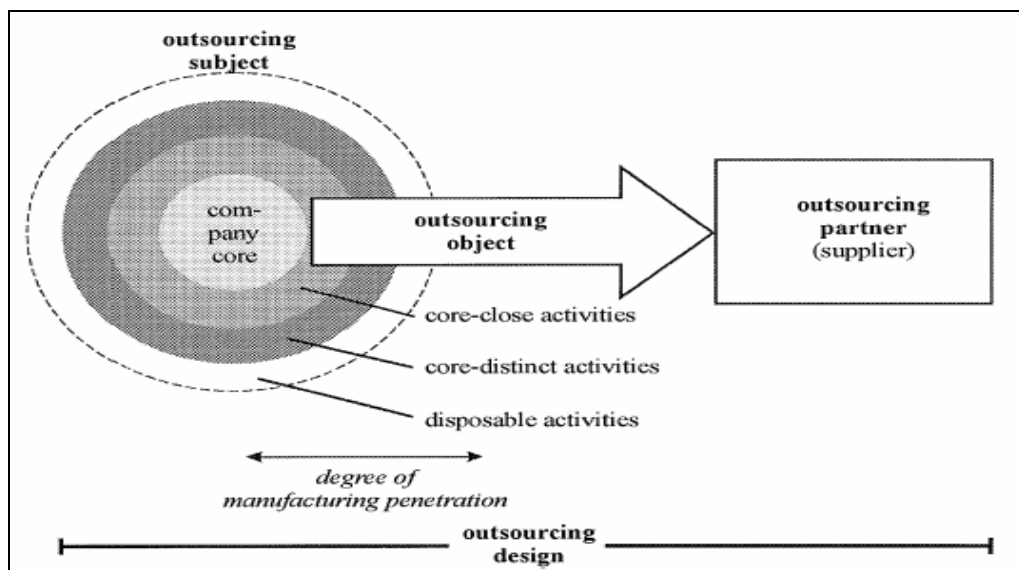 outsourcing
subject
com-
pany
core
outsourcing
object
outsourcing
partner
(supplier)
core-close activities
core-distinct activities
disposable activities
degree of
manufacturing penetration
outsourcing
design